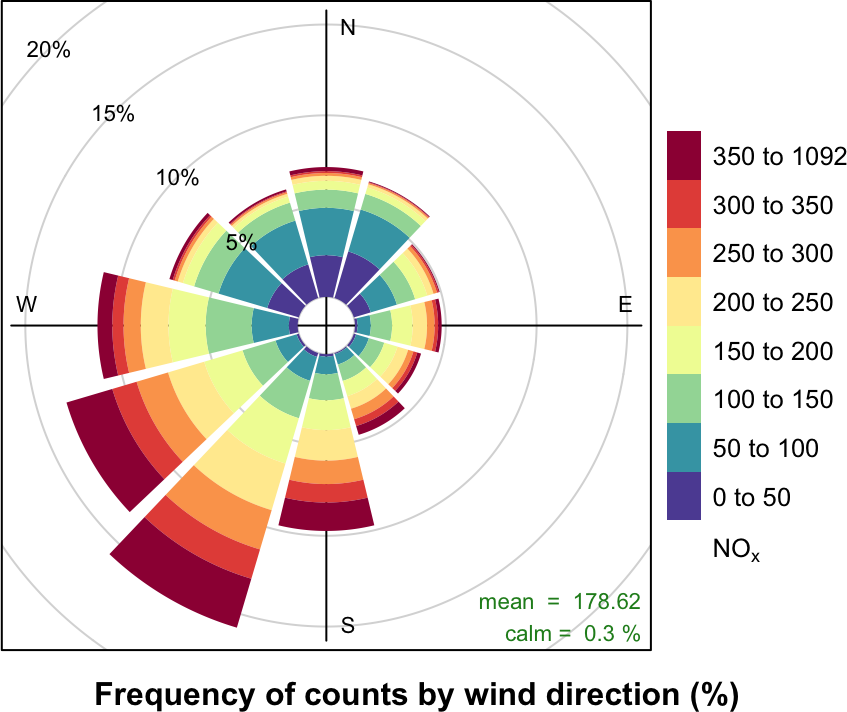 N
20%
15%
10%
5%
W
E
S
350 to 1092
300 to 350
250 to 300
200 to 250
150 to 200
100 to 150
50 to 100
0 to 50
NOx
mean = 178.62
calm = 0.3 %
Frequency of counts by wind direction (%)